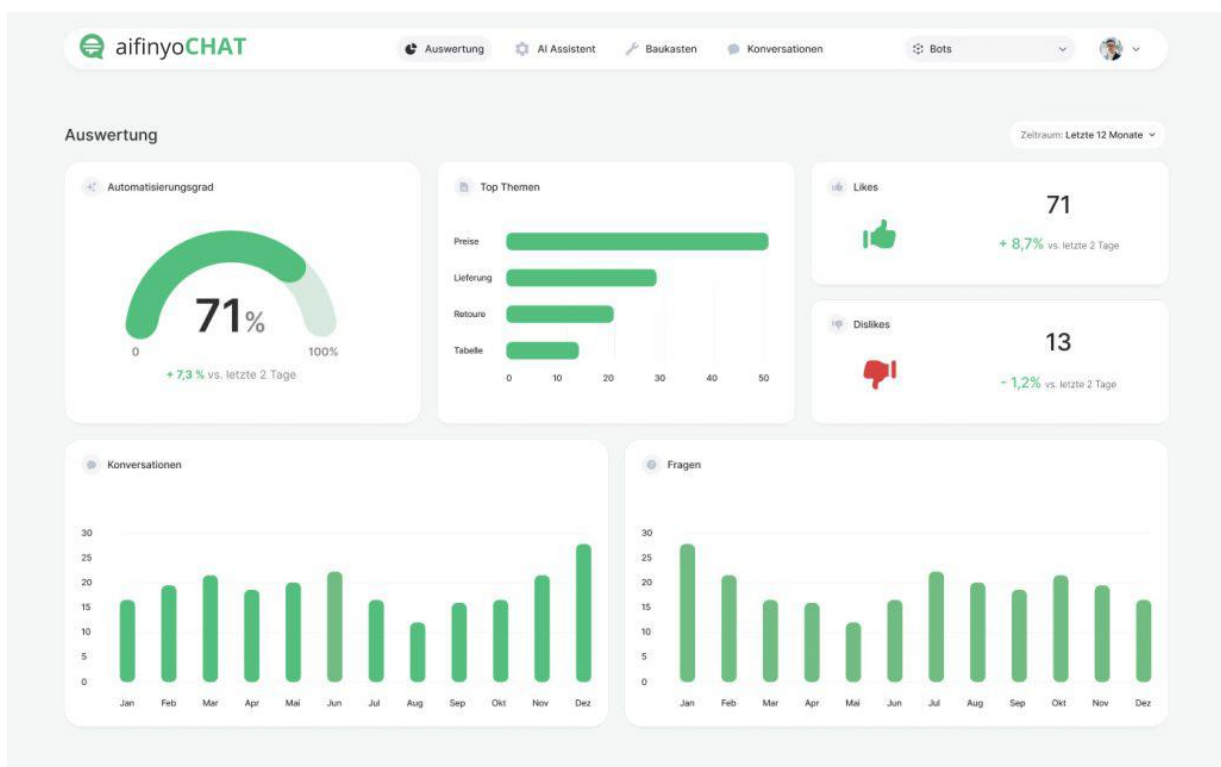 aifinyoCHAT
Auswertung
AI Assistent
Baukasten
Konversationen
Bots
Auswertung
Zeitraum: Letzte 12 Monate
Automatisierungsgrad
71%
0
100%
+ 7,3 % vs. letzte 2 Tage
Top Themen
Preise
Lieferung
Retoure
Tabelle
0 10 20 30 40 50
Likes
71
+ 8,7% vs. letzte 2 Tage
Dislikes
13
- 1,2% vs. letzte 2 Tage
Konversationen
30
25
20
15
10
5
0
Jan Feb Mar Apr Mai Jun Jul Aug Sep Okt Nov Dez
Fragen
30
25
20
15
10
5
0
Jan Feb Mar Apr Mai Jun Jul Aug Sep Okt Nov Dez